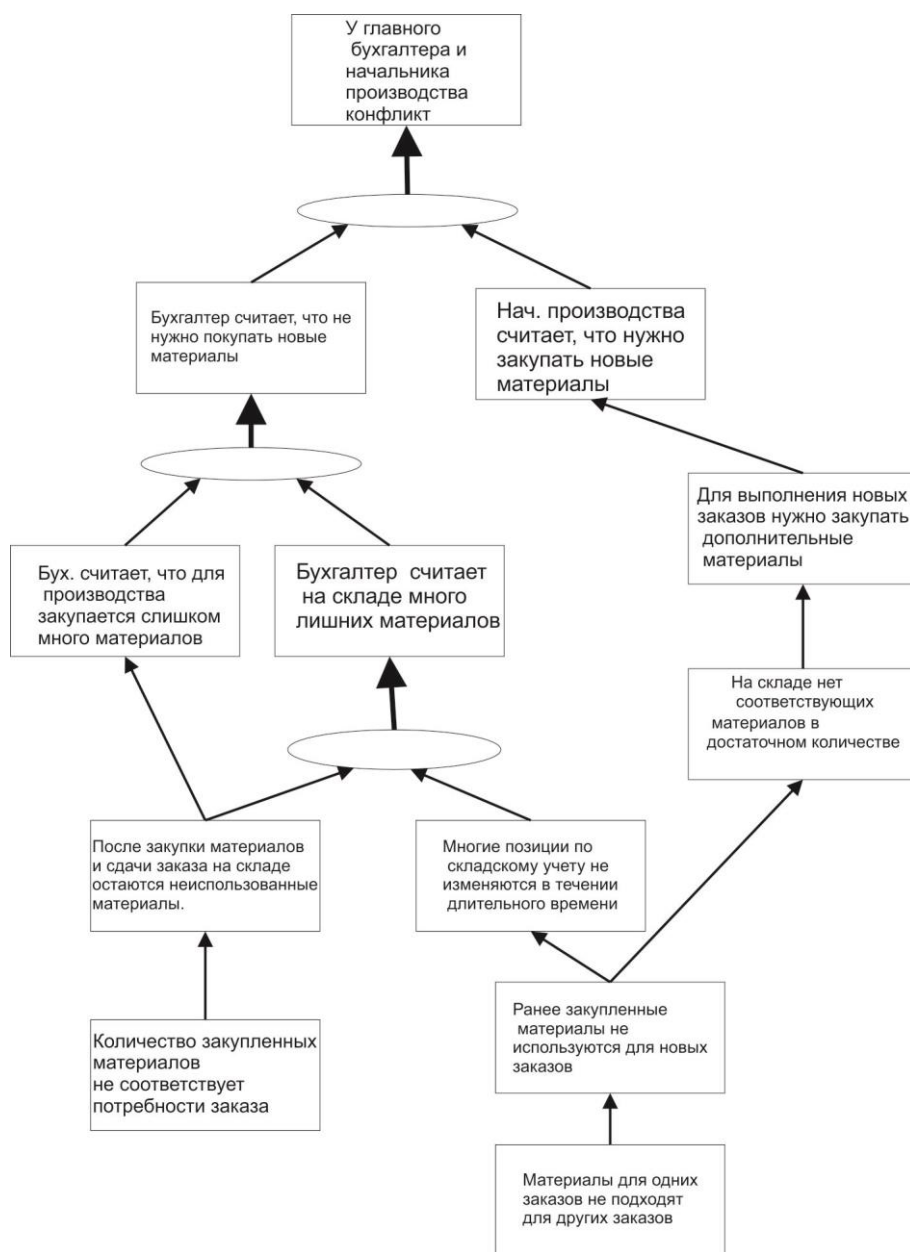 У главного
бухгалтера и
начальника
производства
конфликт
Бухгалтер считает, что не
нужно покупать новые
материалы
Нач. производства
считает, что нужно
закупать новые
материалы
Для выполнения новых
заказов нужно закупать
дополнительные
материалы
Бух. считает, что для
производства
закупается слишком
много материалов
Бухгалтер считает
на складе много
лишних материалов
На складе нет
соответствующих
материалов в
достаточном количестве
После закупки материалов
и сдачи заказа на складе
остаются неиспользованные
материалы.
Многие позиции по
складскому учету не
изменяются в течении
длительного времени
Ранее закупленные
материалы не
используются для новых
заказов
Количество закупленных
материалов
не соответствует
потребности заказа
Материалы для одних
заказов не подходят
для других заказов